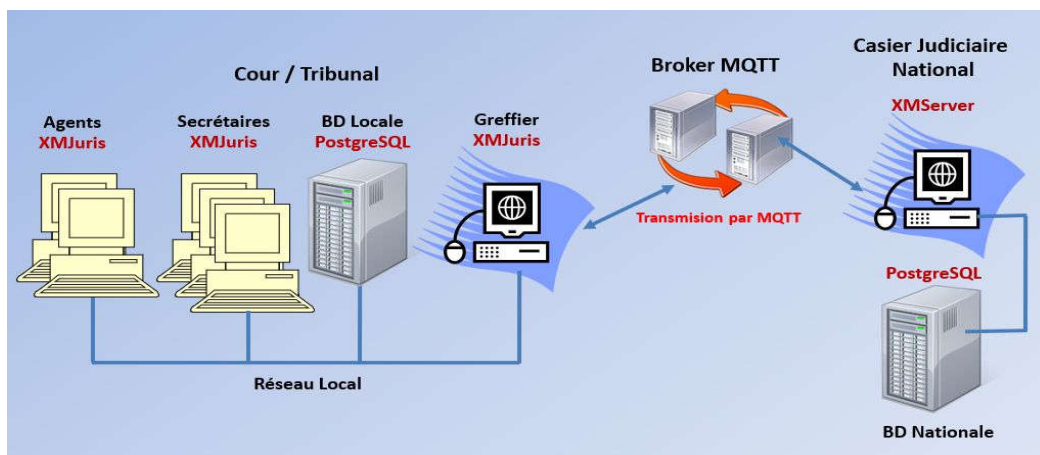 Cour / Tribunal
Agents
XMJuris
Secrétaires
XMJuris
BD Locale
PostgreSQL
Greffier
XMJuris
Réseau Local
Broker MQTT
Transmision par MQTT
Casier Judiciaire
National
XMServer
PostgreSQL
BD Nationale